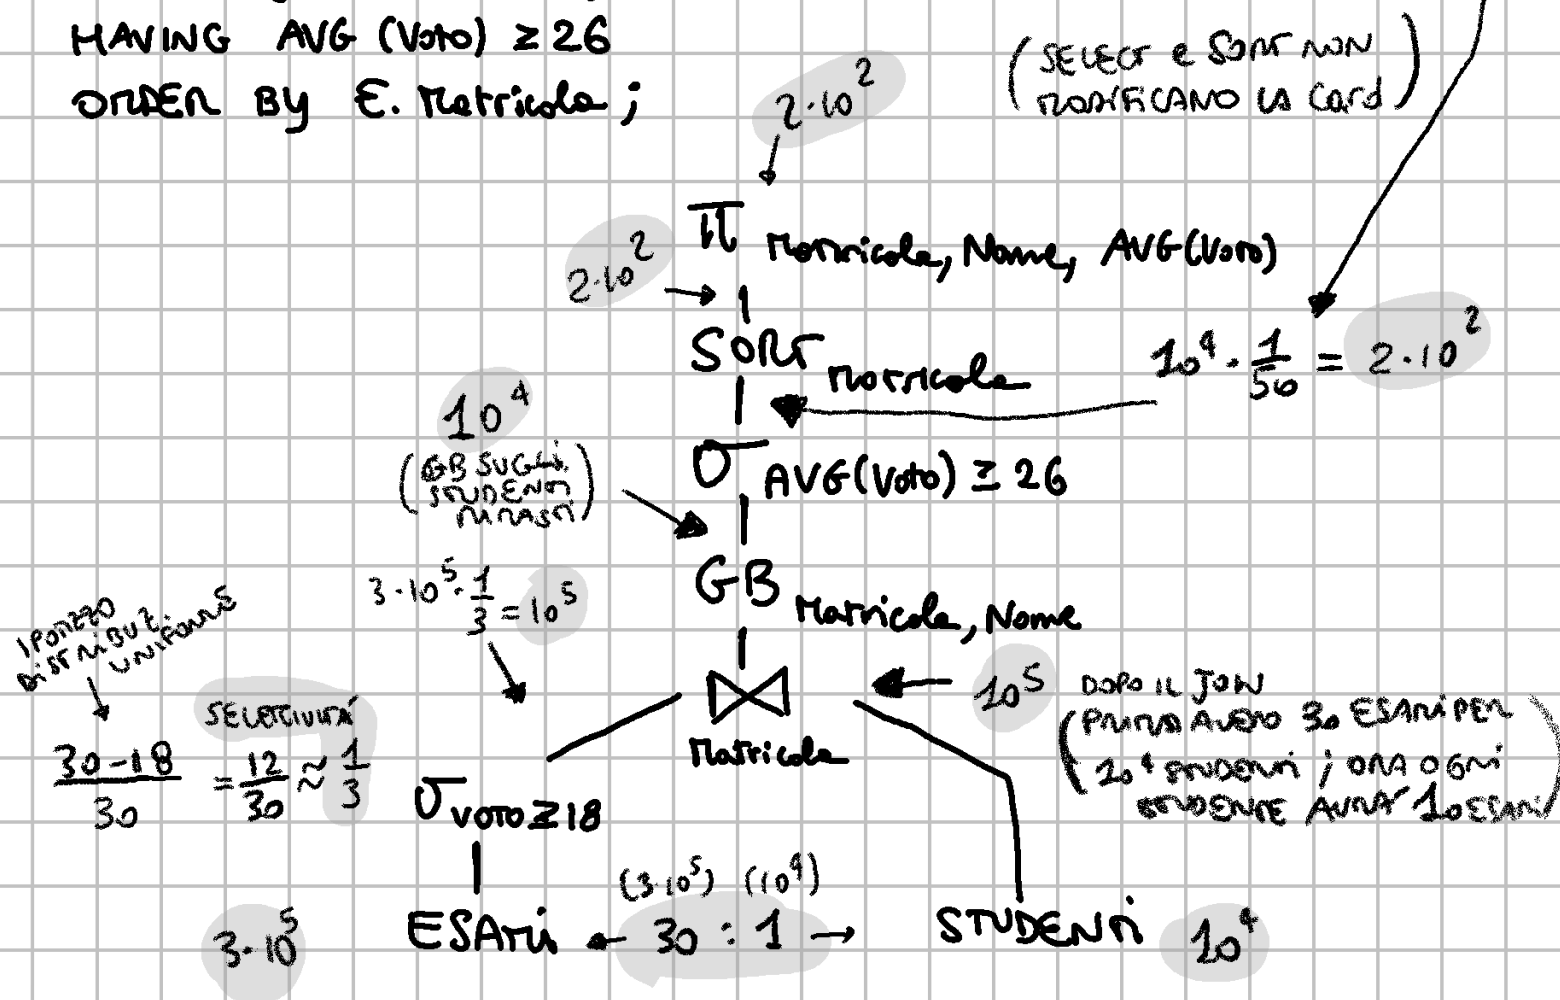 HAVING AVG (Voto) ≥ 26
ORDER BY E. Matricola ;
(SELECT e SORT NON
MODIFICANO LA Card)
2·10²
π Matricola, Nome, AVG(Voto)
2·10²
SORT Matricola
10⁴ · 1/50 = 2·10²
10⁴
(GB SUGLI
STUDENTI
RIMASTI)
σ AVG(Voto) ≥ 26
GB Matricola, Nome
3·10⁵ · 1/3 = 10⁵
IPOTIZZO
DISTRIBUZ.
UNIFORME
SELETTIVITÀ
30-18/30 = 12/30 ≈ 1/3
⋈ Matricola
10⁵ DOPO IL JOIN
(PRIMA AVEVO 30 ESAMI PER
10⁴ STUDENTI ; ORA OGNI
STUDENTE AVRA' 10 ESAMI)
σ VOTO ≥ 18
(3·10⁵) (10⁴)
3·10⁵ ESAMI ← 30 : 1 → STUDENTI 10⁴